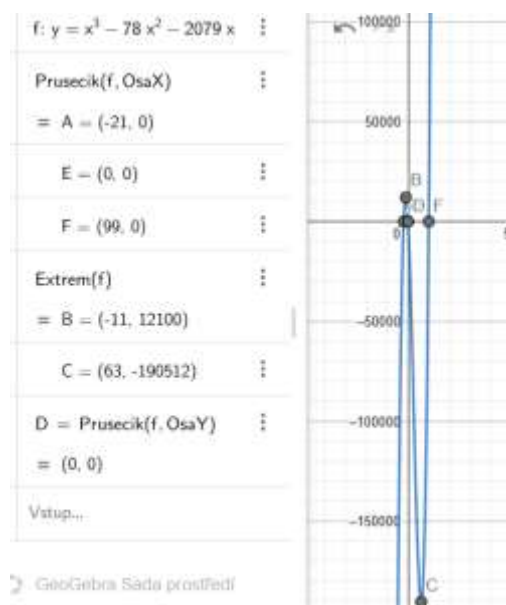 f: y = x³ − 78 x² − 2079 x
Prusecik(f, OsaX)
= A = (-21, 0)
E = (0, 0)
F = (99, 0)
Extrem(f)
= B = (-11, 12100)
C = (63, -190512)
D = Prusecik(f, OsaY)
= (0, 0)
Vstup...
GeoGebra Sada prostředí
100000
50000
B
D
F
0
−50000
−100000
−150000
C